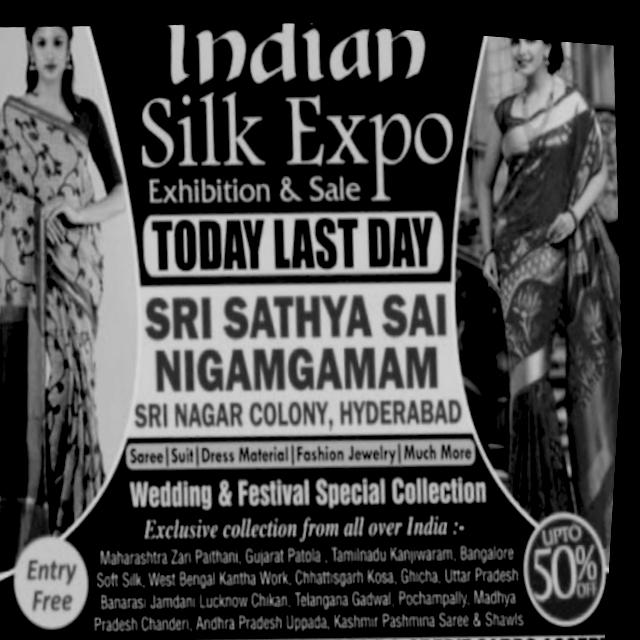 Indian
Silk Expo
Exhibition & Sale
TODAY LAST DAY
SRI SATHYA SAI
NIGAMGAMAM
SRI NAGAR COLONY, HYDERABAD
Saree|Suit|Dress Material|Fashion Jewelry|Much More
Wedding & Festival Special Collection
Exclusive collection from all over India :-
Maharashtra Zari Paithani, Gujarat Patola , Tamilnadu Kanjiwaram, Bangalore
Soft Silk, West Bengal Kantha Work, Chhattisgarh Kosa, Ghicha, Uttar Pradesh
Banarasi Jamdani Lucknow Chikan, Telangana Gadwal, Pochampally, Madhya
Pradesh Chanderi, Andhra Pradesh Uppada, Kashmir Pashmina Saree & Shawls
Entry
Free
UPTO
50%
OFF